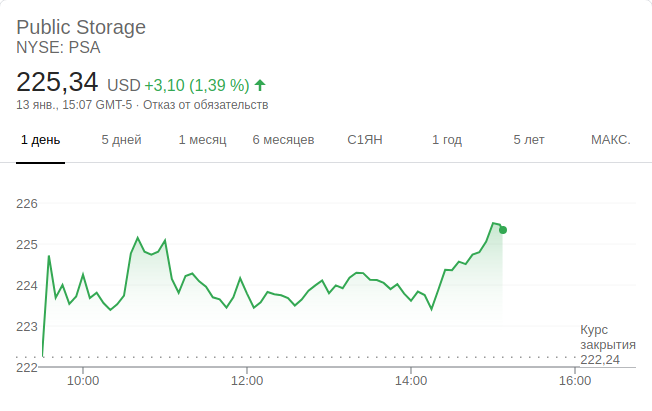 Public Storage
NYSE: PSA
225,34 USD +3,10 (1,39 %)
13 янв., 15:07 GMT-5 · Отказ от обязательств
1 день 5 дней 1 месяц 6 месяцев С1ЯН 1 год 5 лет МАКС.
226
225
224
223
222
Курс
закрытия
222,24
10:00 12:00 14:00 16:00